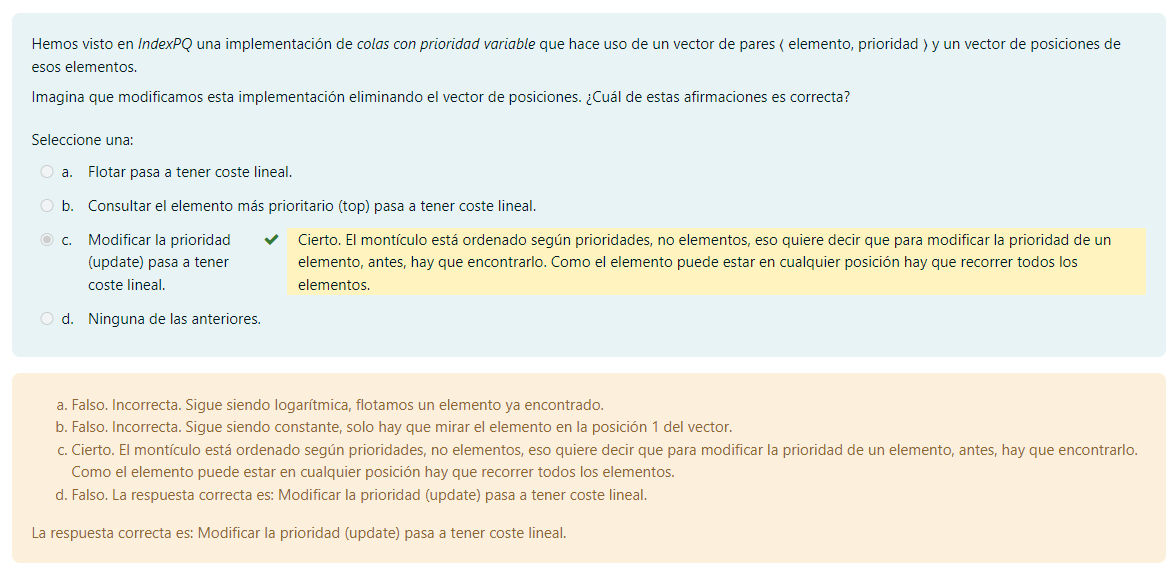 Hemos visto en IndexPQ una implementación de colas con prioridad variable que hace uso de un vector de pares ⟨ elemento, prioridad ⟩ y un vector de posiciones de
esos elementos.
Imagina que modificamos esta implementación eliminando el vector de posiciones. ¿Cuál de estas afirmaciones es correcta?
Seleccione una:
a. Flotar pasa a tener coste lineal.
b. Consultar el elemento más prioritario (top) pasa a tener coste lineal.
c. Modificar la prioridad
(update) pasa a tener
coste lineal.
Cierto. El montículo está ordenado según prioridades, no elementos, eso quiere decir que para modificar la prioridad de un
elemento, antes, hay que encontrarlo. Como el elemento puede estar en cualquier posición hay que recorrer todos los
elementos.
d. Ninguna de las anteriores.
a. Falso. Incorrecta. Sigue siendo logarítmica, flotamos un elemento ya encontrado.
b. Falso. Incorrecta. Sigue siendo constante, solo hay que mirar el elemento en la posición 1 del vector.
c. Cierto. El montículo está ordenado según prioridades, no elementos, eso quiere decir que para modificar la prioridad de un elemento, antes, hay que encontrarlo.
Como el elemento puede estar en cualquier posición hay que recorrer todos los elementos.
d. Falso. La respuesta correcta es: Modificar la prioridad (update) pasa a tener coste lineal.
La respuesta correcta es: Modificar la prioridad (update) pasa a tener coste lineal.